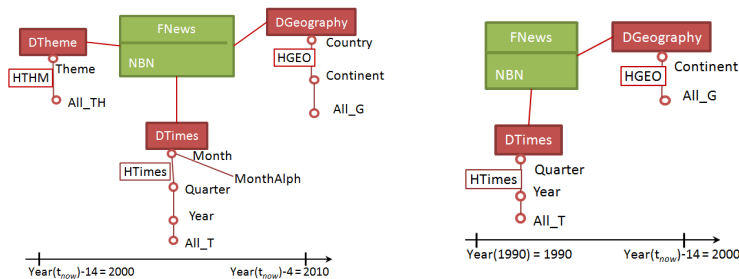 FNews
NBN
DTheme
Theme
HTHM
All_TH
DGeography
Country
HGEO
Continent
All_G
DTimes
Month
HTimes
MonthAlph
Quarter
Year
All_T
Year(tnow)-14 = 2000
Year(tnow)-4 = 2010
FNews
NBN
DGeography
Continent
HGEO
All_G
DTimes
Quarter
HTimes
Year
All_T
Year(1990) = 1990
Year(tnow)-14 = 2000